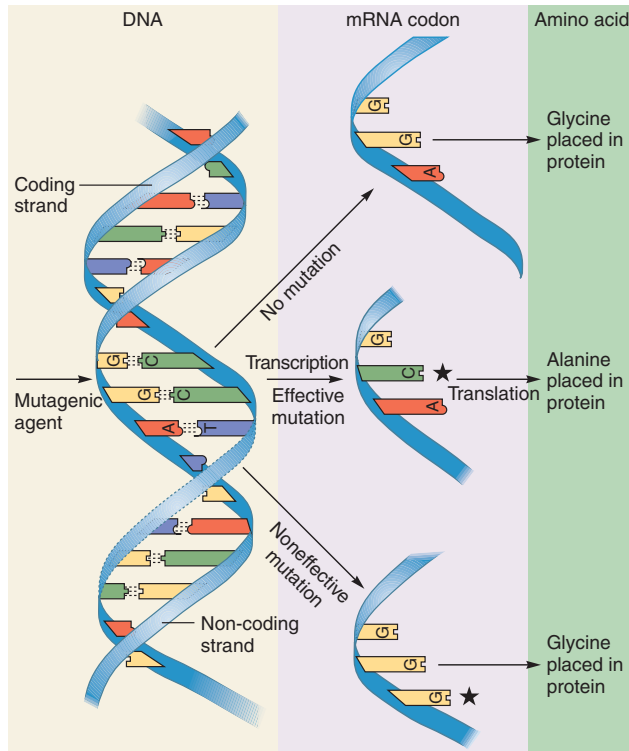 DNA
mRNA codon
Amino acid
Coding
strand
G
G
A
Glycine
placed in
protein
No mutation
G C
G C
A T
Mutagenic
agent
Transcription
Effective
mutation
G
C
A
Translation
Alanine
placed in
protein
Noneffective
mutation
Non-coding
strand
G
G
G
Glycine
placed in
protein